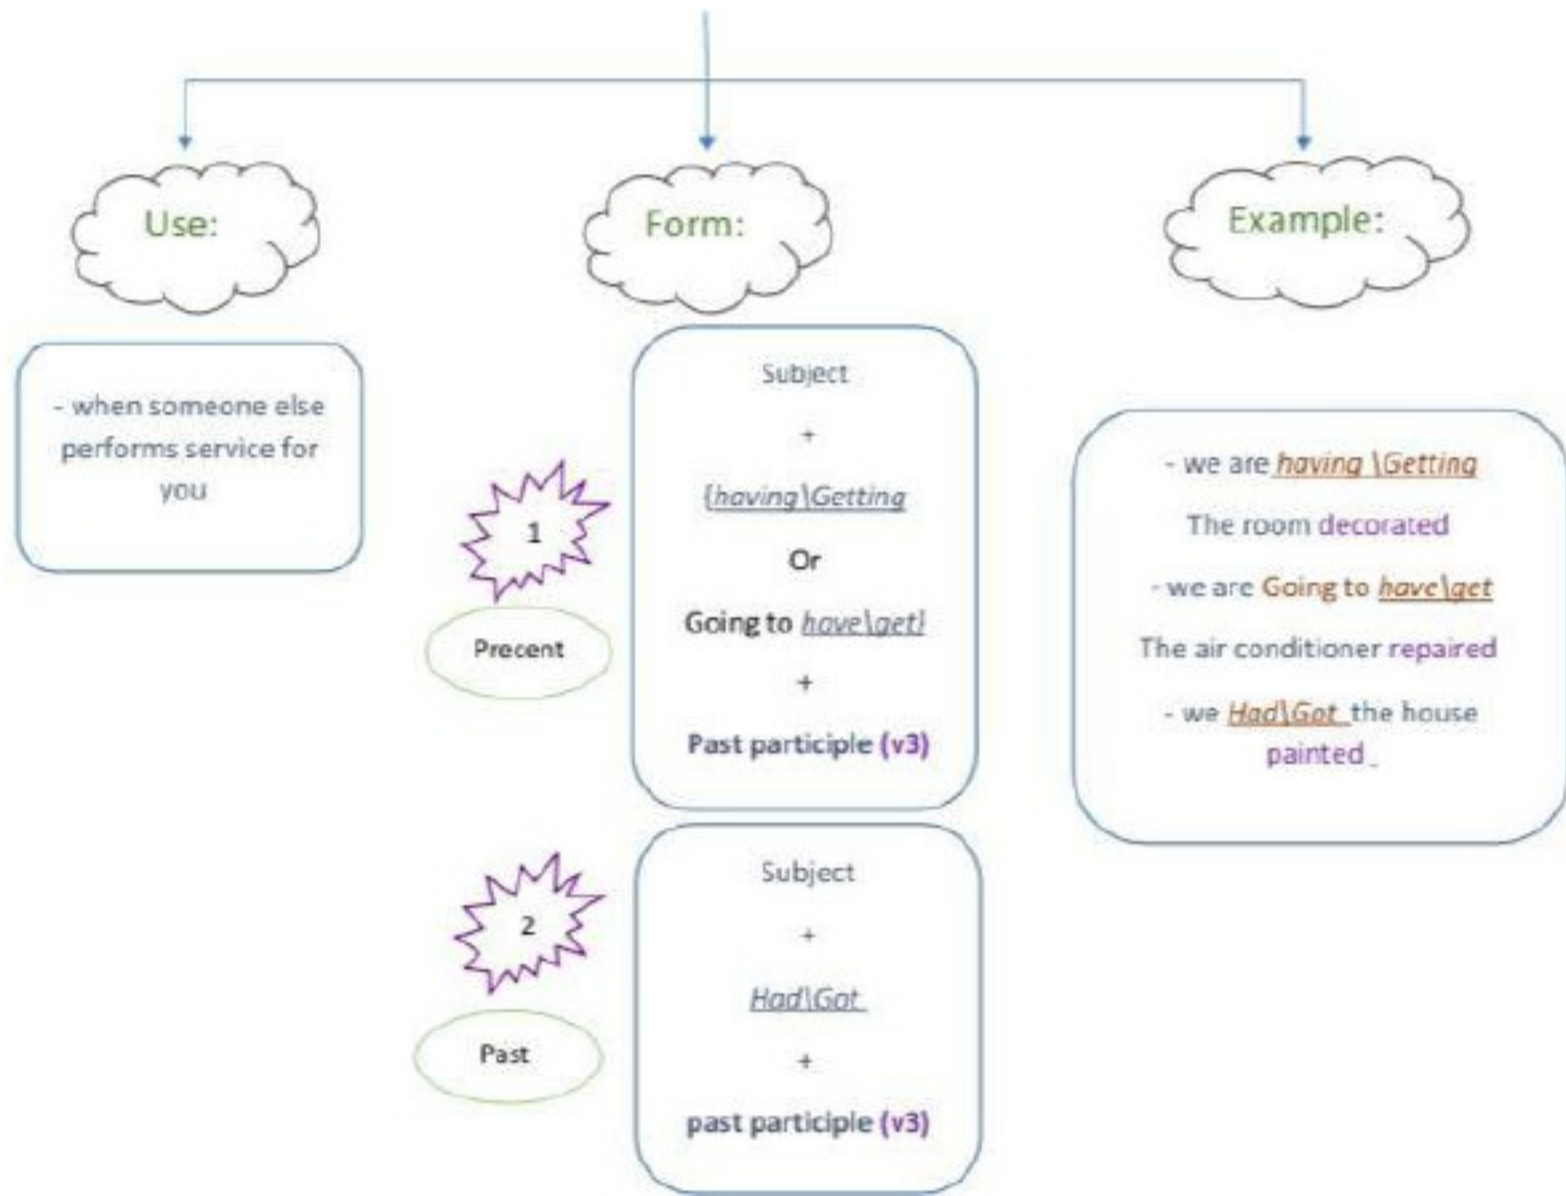 Use:
- when someone else
performs service for
you
Form:
1
Precent
Subject
+
{having\Getting
Or
Going to have\get}
+
Past participle (v3)
2
Past
Subject
+
Had\Got
+
past participle (v3)
Example:
- we are having \Getting
The room decorated
- we are Going to have\get
The air conditioner repaired
- we Had\Got the house
painted